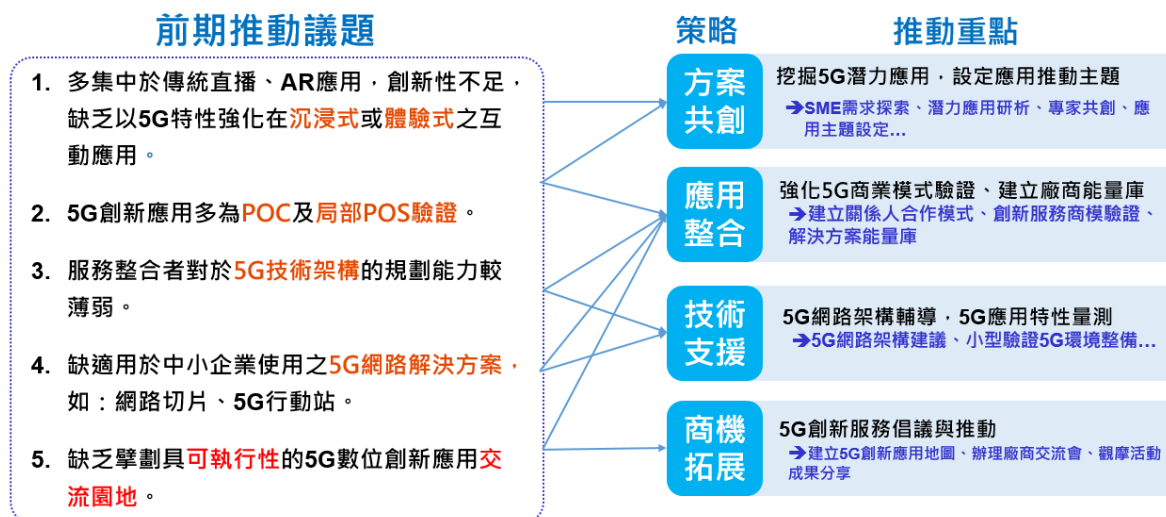 前期推動議題
1. 多集中於傳統直播、AR應用，創新性不足，
缺乏以5G特性強化在沉浸式或體驗式之互
動應用。
2. 5G創新應用多為POC及局部POS驗證。
3. 服務整合者對於5G技術架構的規劃能力較
薄弱。
4. 缺適用於中小企業使用之5G網路解決方案，
如：網路切片、5G行動站。
5. 缺乏擘劃具可執行性的5G數位創新應用交
流園地。
策略
推動重點
方案
共創
挖掘5G潛力應用，設定應用推動主題
➔SME需求探索、潛力應用研析、專家共創、應
用主題設定...
應用
整合
強化5G商業模式驗證、建立廠商能量庫
➔建立關係人合作模式、創新服務商模驗證、
解決方案能量庫
技術
支援
5G網路架構輔導，5G應用特性量測
➔5G網路架構建議、小型驗證5G環境整備...
商機
拓展
5G創新服務倡議與推動
➔建立5G創新應用地圖、辦理廠商交流會、觀摩活動
成果分享